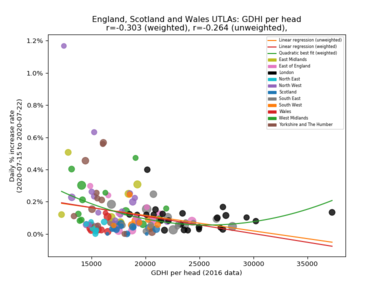 England, Scotland and Wales UTLAs: GDHI per head
r=-0.303 (weighted), r=-0.264 (unweighted),
Daily % increase rate
(2020-07-15 to 2020-07-22)
1.2%
1.0%
0.8%
0.6%
0.4%
0.2%
0.0%
15000
20000
25000
30000
35000
GDHI per head (2016 data)
Linear regression (unweighted)
Linear regression (weighted)
Quadratic best fit (weighted)
East Midlands
East of England
London
North East
North West
Scotland
South East
South West
Wales
West Midlands
Yorkshire and The Humber